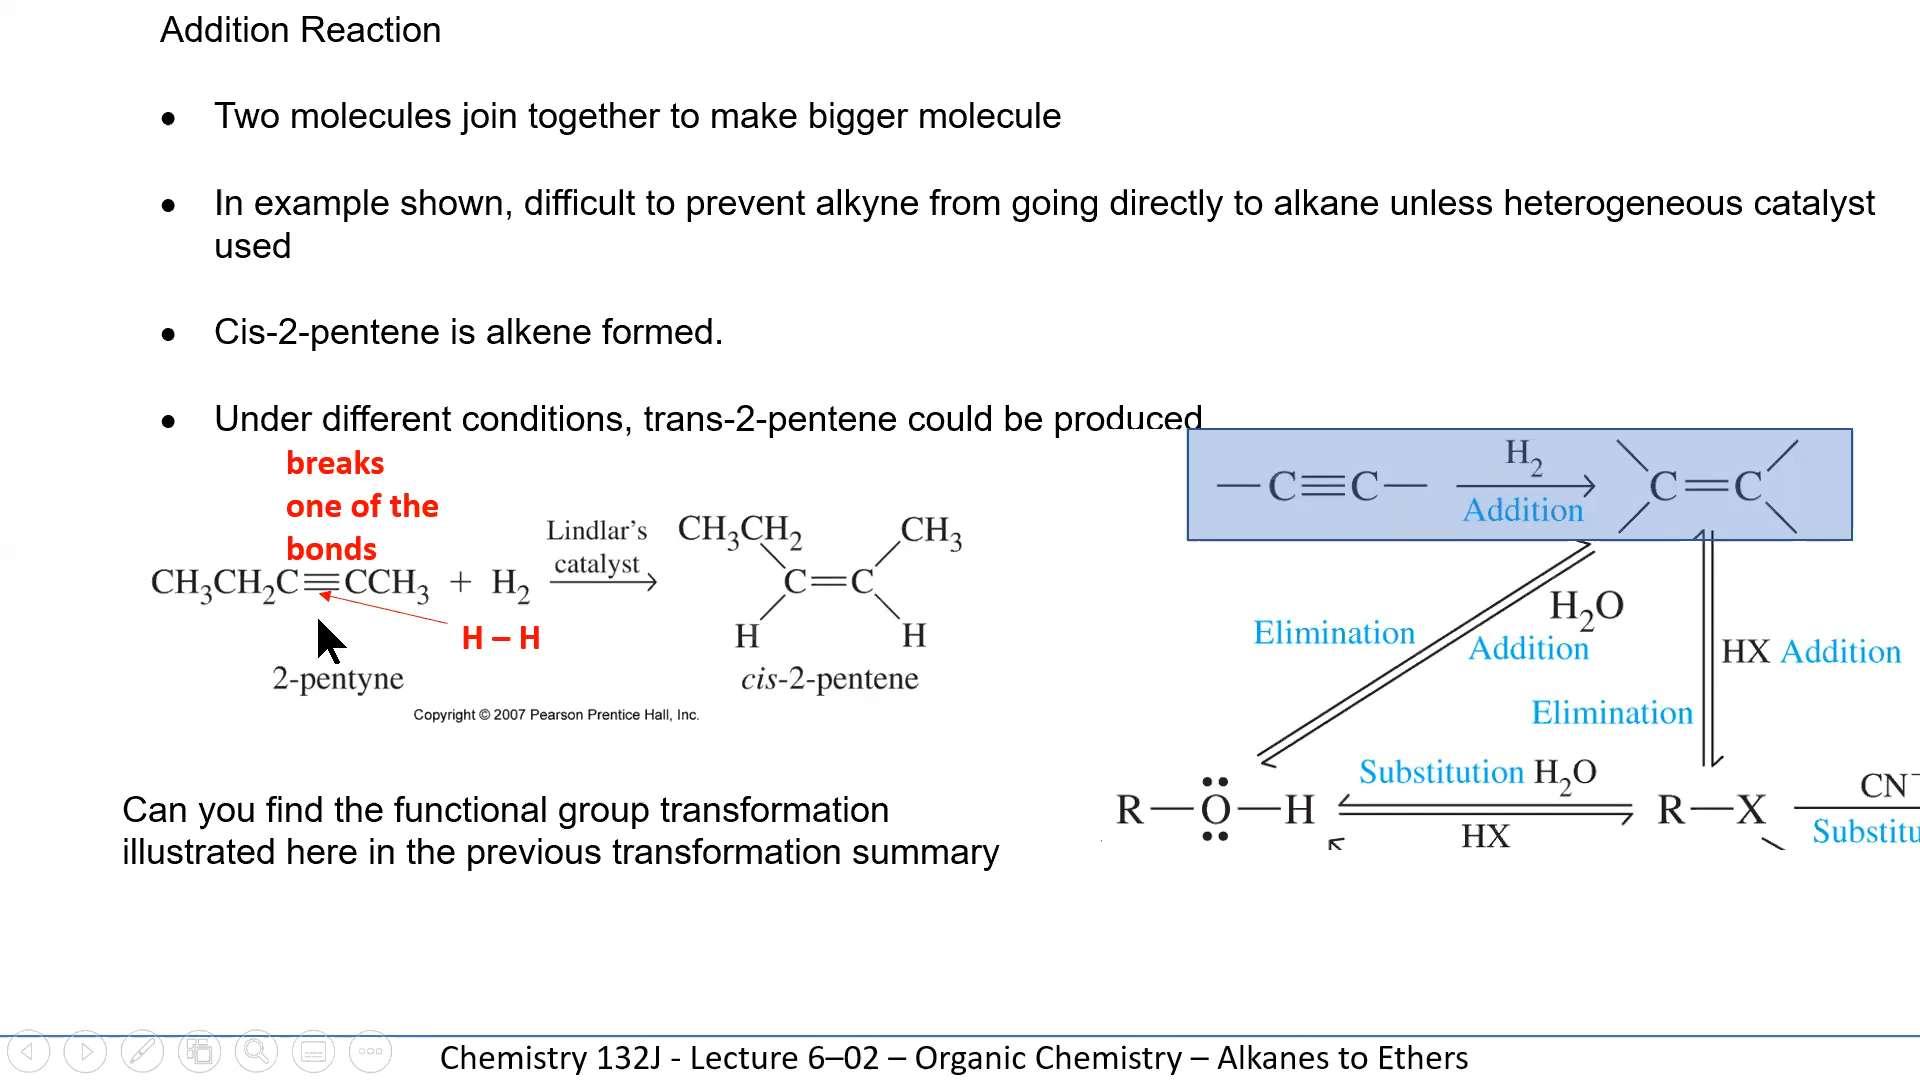 Addition Reaction
• Two molecules join together to make bigger molecule
• In example shown, difficult to prevent alkyne from going directly to alkane unless heterogeneous catalyst
used
• Cis-2-pentene is alkene formed.
• Under different conditions, trans-2-pentene could be produced
breaks
one of the
bonds
CH₃CH₂C≡CCH₃ + H₂
Lindlar's
catalyst
CH₃CH₂ CH₃
C=C
H H
H – H
2-pentyne
cis-2-pentene
Copyright © 2007 Pearson Prentice Hall, Inc.
Can you find the functional group transformation
illustrated here in the previous transformation summary
—C≡C— H₂ C=C
Addition
Elimination
H₂O
Addition
HX Addition
Elimination
Substitution H₂O
R—O—H
HX
R—X
CN⁻
Chemistry 132J - Lecture 6–02 – Organic Chemistry – Alkanes to Ethers